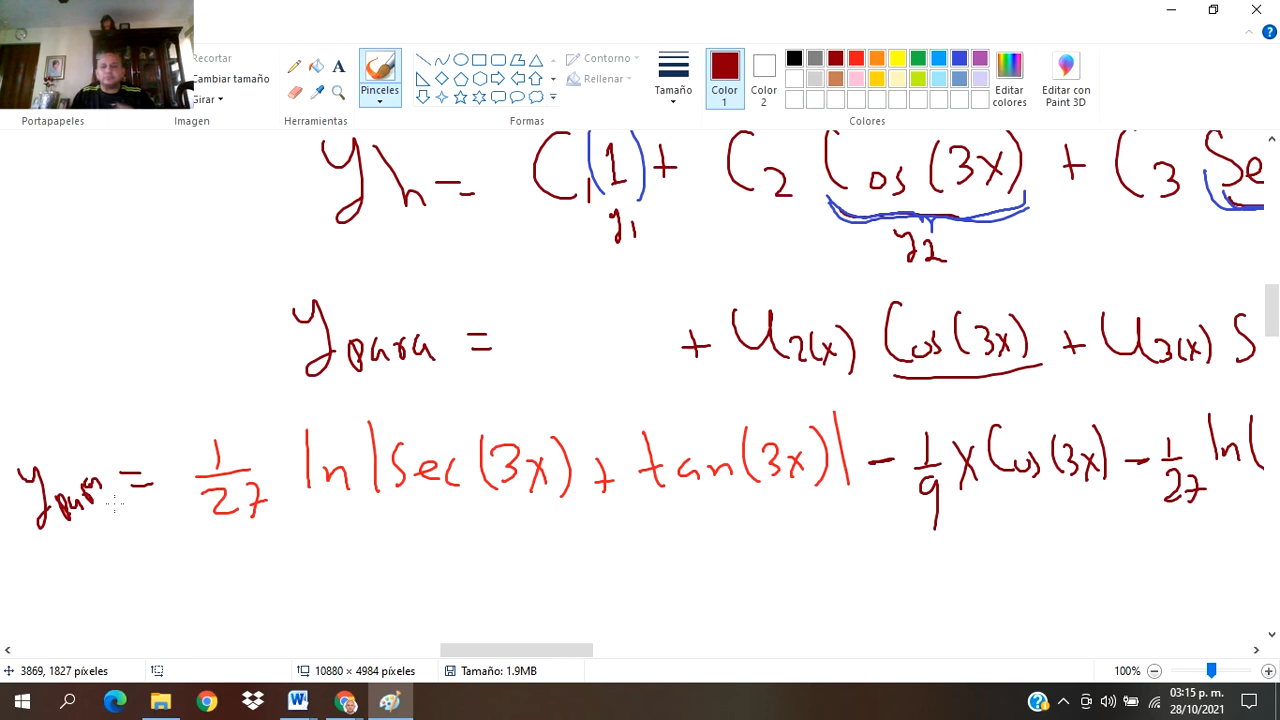 Recortar
Cambiar tamaño
Girar
Portapapeles
Imagen
Pinceles
Herramientas
Contorno
Rellenar
Formas
Tamaño
Color 1
Color 2
Editar colores
Editar con Paint 3D
Colores
yh = C1(1) + C2 Cos(3x) + C3 Se
y1
y2
ypara = + U2(x) Cos(3x) + U3(x) S
ypara = 1/27 ln|Sec(3x) + tan(3x)| - 1/9 x Cos(3x) - 1/27 ln(
3869, 1827 píxeles
10880 × 4984 píxeles
Tamaño: 1.9MB
100%
03:15 p. m.
28/10/2021